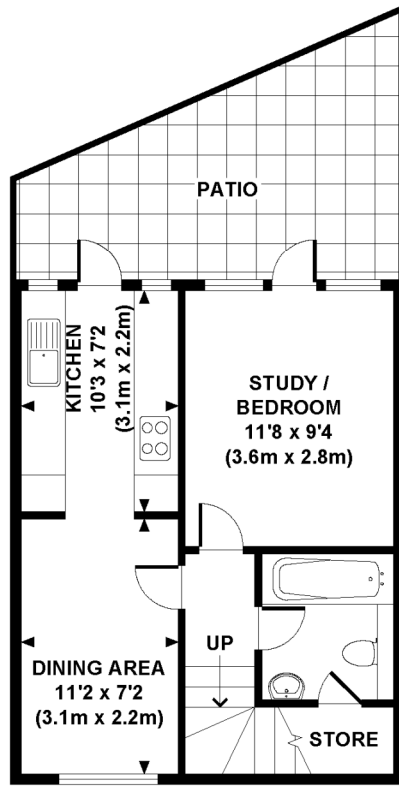 PATIO
KITCHEN
10'3 x 7'2
(3.1m x 2.2m)
STUDY /
BEDROOM
11'8 x 9'4
(3.6m x 2.8m)
UP
DINING AREA
11'2 x 7'2
(3.1m x 2.2m)
STORE